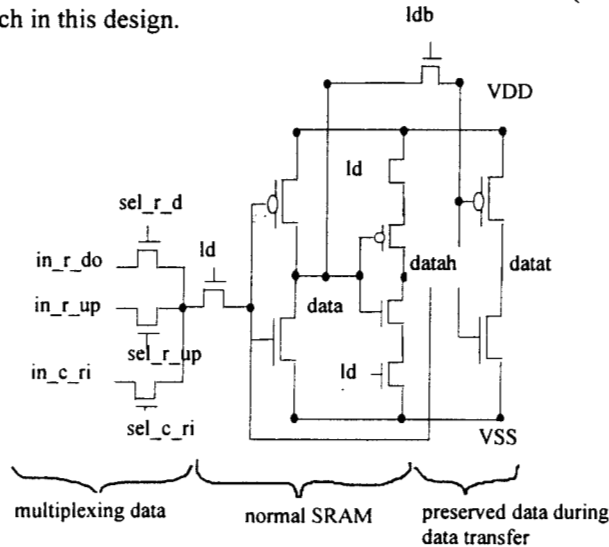 ch in this design.
ldb
VDD
ld
sel_r_d
ld
in_r_do
datah
datat
in_r_up
data
sel_r_up
ld
in_c_ri
sel_c_ri
VSS
multiplexing data
normal SRAM
preserved data during
data transfer